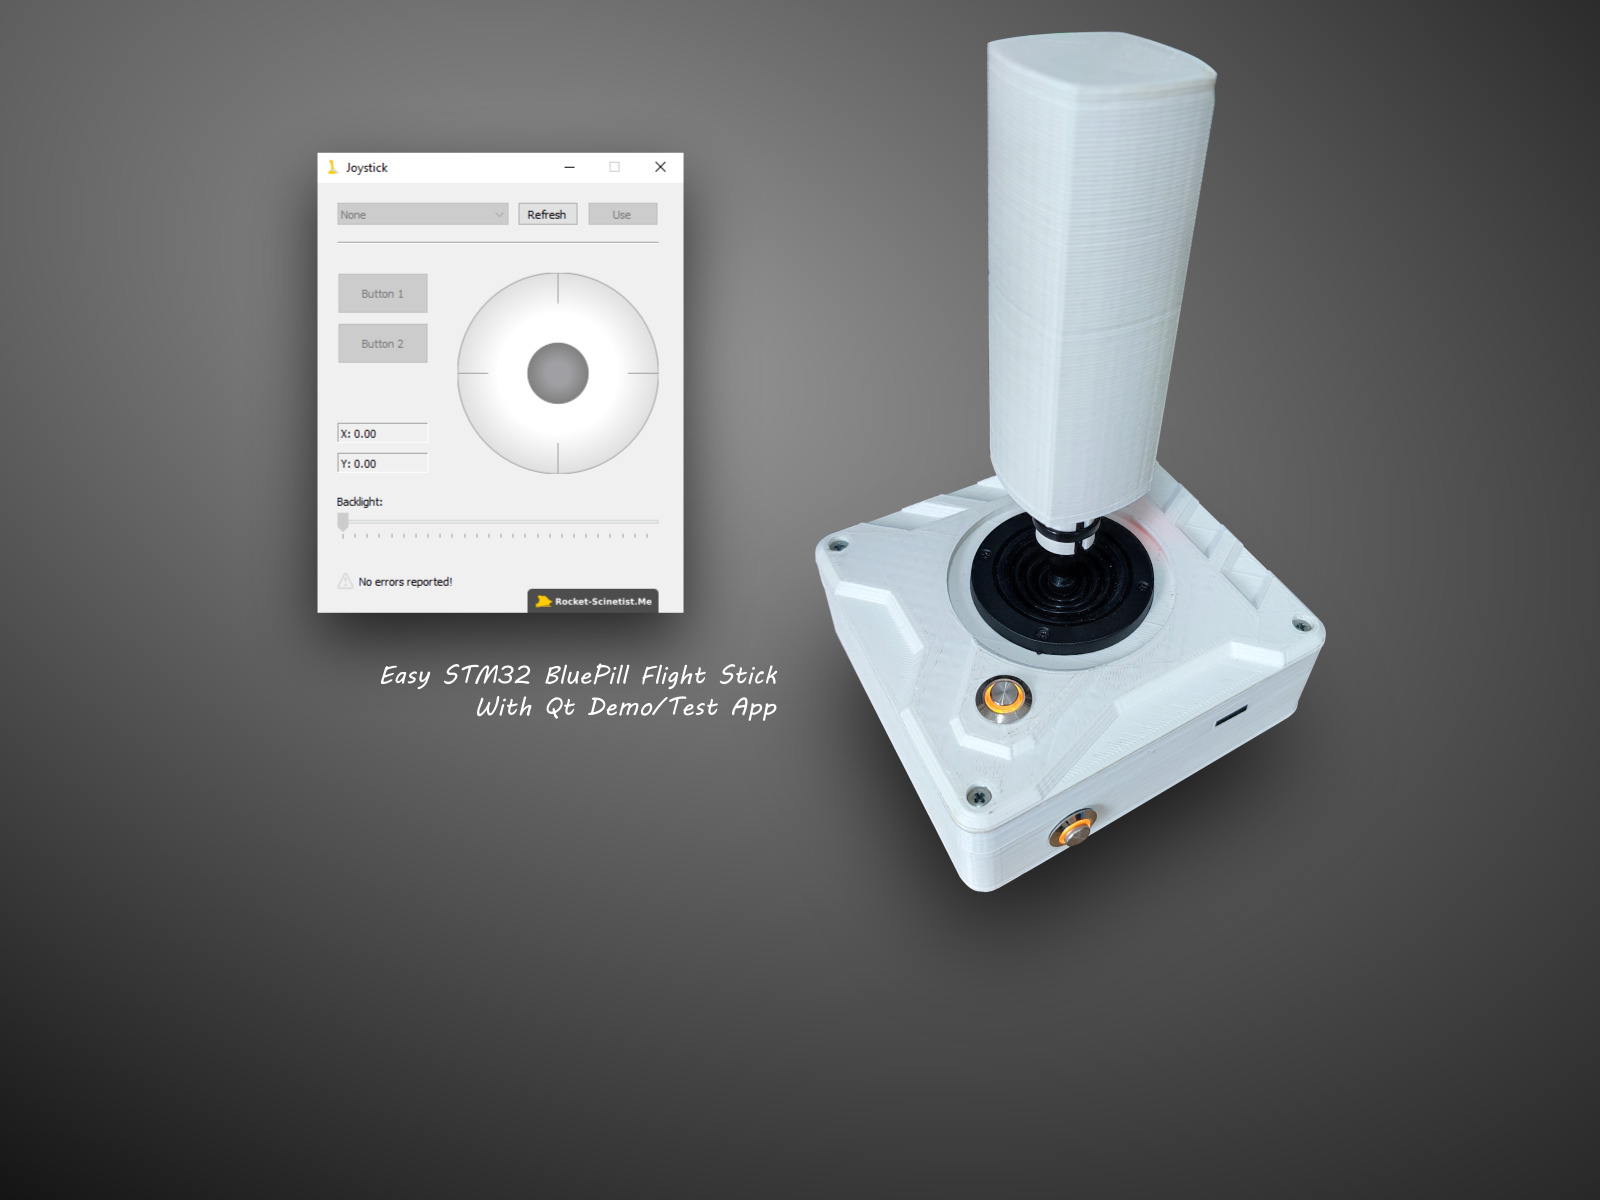 Joystick
None
Refresh
Use
Button 1
Button 2
X: 0.00
Y: 0.00
Backlight:
No errors reported!
Rocket-Scinetist.Me
Easy STM32 BluePill Flight Stick
With Qt Demo/Test App